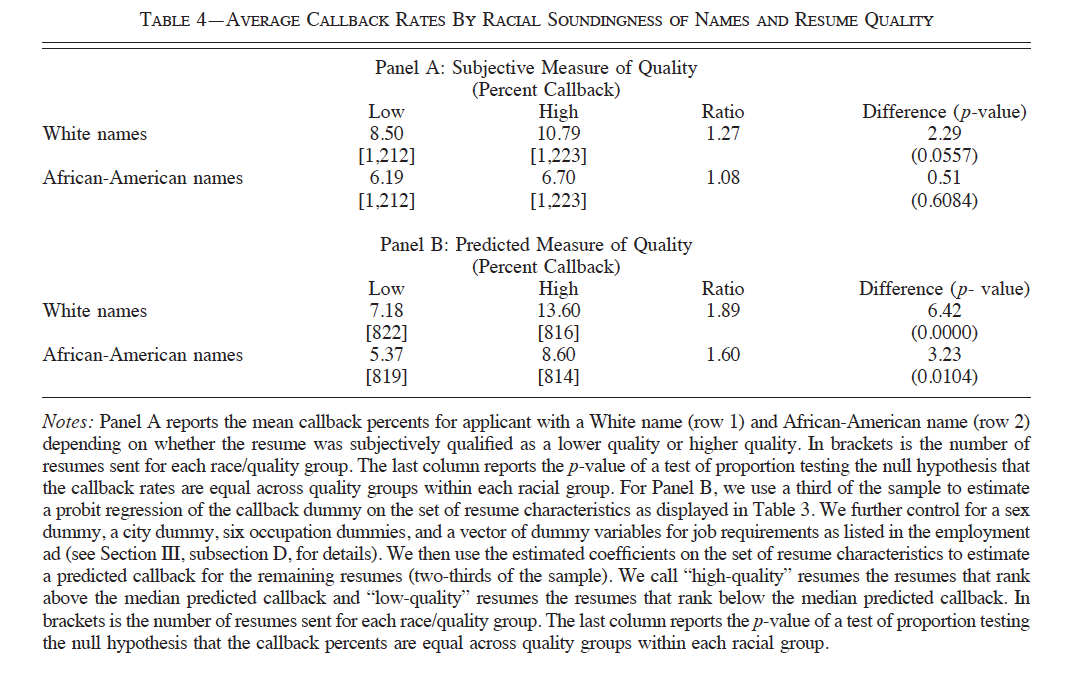 TABLE 4—AVERAGE CALLBACK RATES BY RACIAL SOUNDINGNESS OF NAMES AND RESUME QUALITY
Panel A: Subjective Measure of Quality
(Percent Callback)
Low High Ratio Difference (p-value)
White names 8.50 10.79 1.27 2.29
[1,212] [1,223] (0.0557)
African-American names 6.19 6.70 1.08 0.51
[1,212] [1,223] (0.6084)
Panel B: Predicted Measure of Quality
(Percent Callback)
Low High Ratio Difference (p- value)
White names 7.18 13.60 1.89 6.42
[822] [816] (0.0000)
African-American names 5.37 8.60 1.60 3.23
[819] [814] (0.0104)
Notes: Panel A reports the mean callback percents for applicant with a White name (row 1) and African-American name (row 2)
depending on whether the resume was subjectively qualified as a lower quality or higher quality. In brackets is the number of
resumes sent for each race/quality group. The last column reports the p-value of a test of proportion testing the null hypothesis that
the callback rates are equal across quality groups within each racial group. For Panel B, we use a third of the sample to estimate
a probit regression of the callback dummy on the set of resume characteristics as displayed in Table 3. We further control for a sex
dummy, a city dummy, six occupation dummies, and a vector of dummy variables for job requirements as listed in the employment
ad (see Section III, subsection D, for details). We then use the estimated coefficients on the set of resume characteristics to estimate
a predicted callback for the remaining resumes (two-thirds of the sample). We call “high-quality” resumes the resumes that rank
above the median predicted callback and “low-quality” resumes the resumes that rank below the median predicted callback. In
brackets is the number of resumes sent for each race/quality group. The last column reports the p-value of a test of proportion testing
the null hypothesis that the callback percents are equal across quality groups within each racial group.